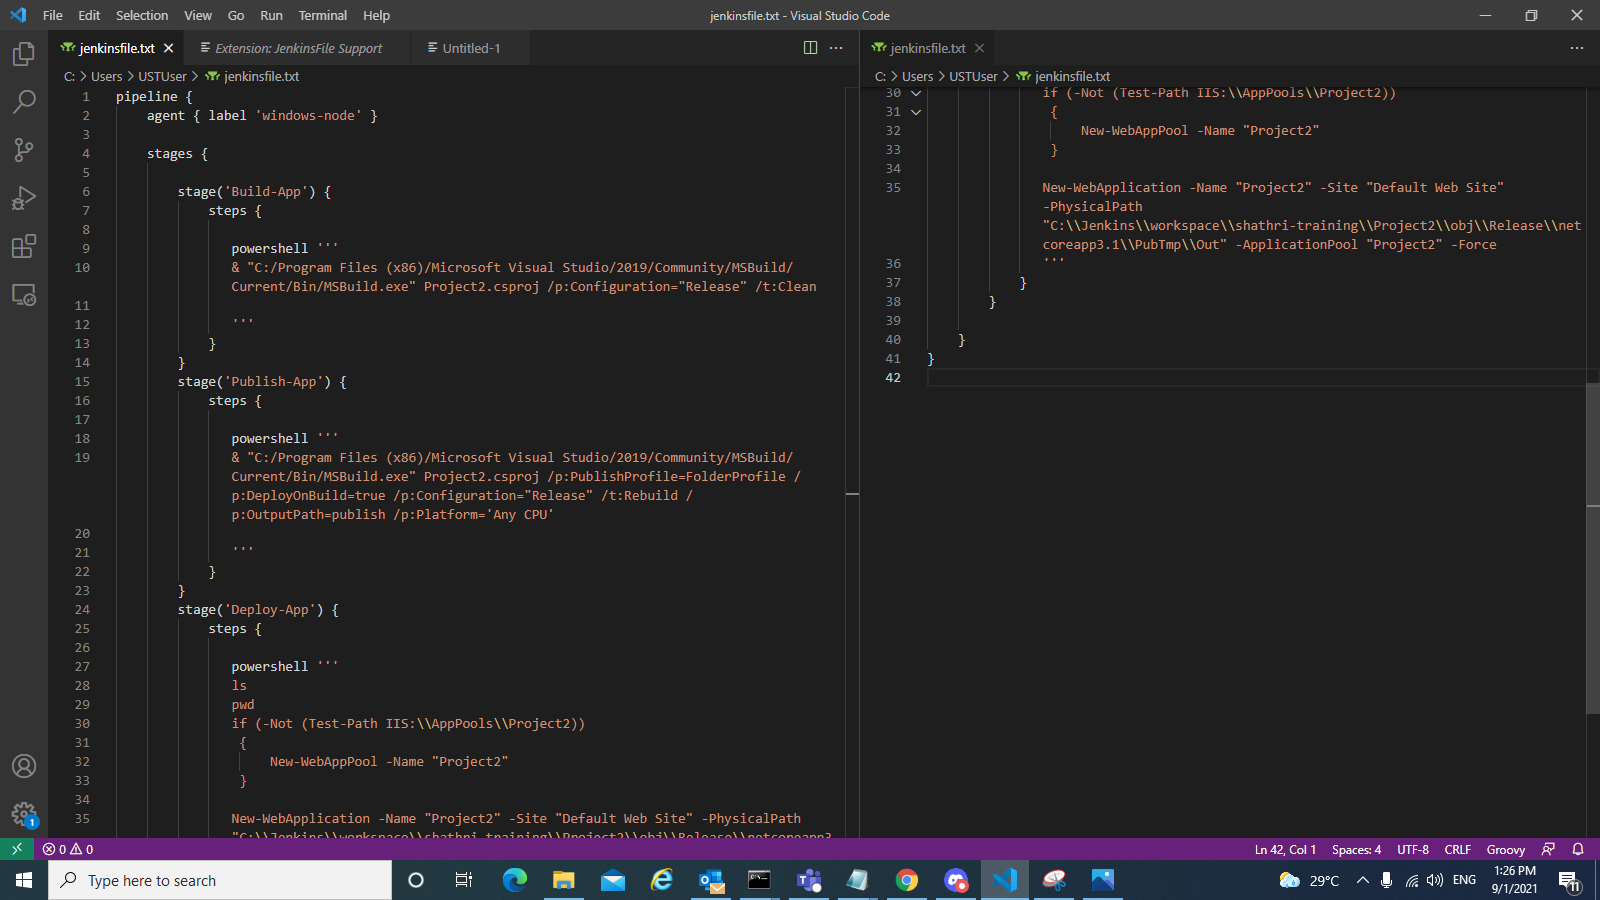 File Edit Selection View Go Run Terminal Help
jenkinsfile.txt - Visual Studio Code
jenkinsfile.txt
Extension: JenkinsFile Support
Untitled-1
C: > Users > USTUser > jenkinsfile.txt
1 pipeline {
2 agent { label 'windows-node' }
3
4 stages {
5
6 stage('Build-App') {
7 steps {
8
9 powershell '''
10 & "C:/Program Files (x86)/Microsoft Visual Studio/2019/Community/MSBuild/
Current/Bin/MSBuild.exe" Project2.csproj /p:Configuration="Release" /t:Clean
11
12 '''
13 }
14 }
15 stage('Publish-App') {
16 steps {
17
18 powershell '''
19 & "C:/Program Files (x86)/Microsoft Visual Studio/2019/Community/MSBuild/
Current/Bin/MSBuild.exe" Project2.csproj /p:PublishProfile=FolderProfile /
p:DeployOnBuild=true /p:Configuration="Release" /t:Rebuild /
p:OutputPath=publish /p:Platform='Any CPU'
20
21 '''
22 }
23 }
24 stage('Deploy-App') {
25 steps {
26
27 powershell '''
28 ls
29 pwd
30 if (-Not (Test-Path IIS:\\AppPools\\Project2))
31 {
32 New-WebAppPool -Name "Project2"
33 }
34
35 New-WebApplication -Name "Project2" -Site "Default Web Site" -PhysicalPath
"C:\\Jenkins\\workspace\\shathri-training\\Project2\\obj\\Release\\netcoreapp3
jenkinsfile.txt
C: > Users > USTUser > jenkinsfile.txt
30 if (-Not (Test-Path IIS:\\AppPools\\Project2))
31 {
32 New-WebAppPool -Name "Project2"
33 }
34
35 New-WebApplication -Name "Project2" -Site "Default Web Site"
-PhysicalPath
"C:\\Jenkins\\workspace\\shathri-training\\Project2\\obj\\Release\\net
coreapp3.1\\PubTmp\\Out" -ApplicationPool "Project2" -Force
36 '''
37 }
38 }
39
40 }
41 }
42
1
0 0
Ln 42, Col 1 Spaces: 4 UTF-8 CRLF Groovy
Type here to search
29°C
ENG
1:26 PM
9/1/2021
11